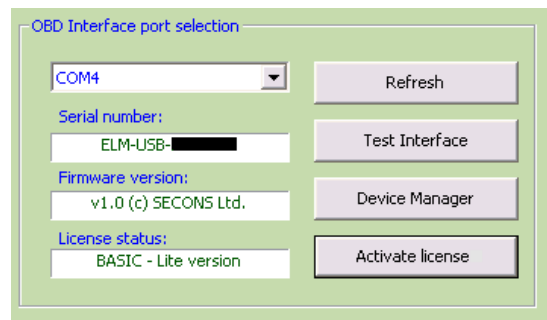 OBD Interface port selection
COM4
Refresh
Serial number:
ELM-USB-
Test Interface
Firmware version:
v1.0 (c) SECONS Ltd.
Device Manager
License status:
BASIC - Lite version
Activate license